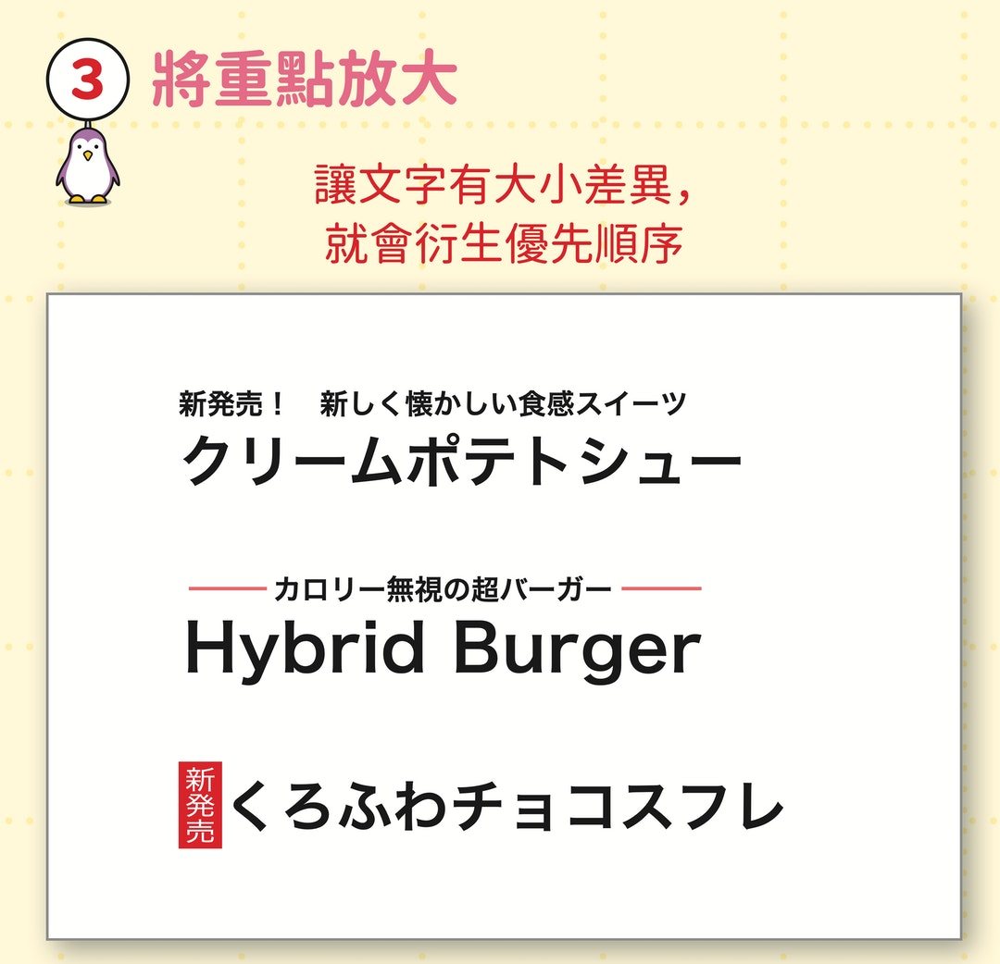 3
將重點放大
讓文字有大小差異，
就會衍生優先順序
新発売！　新しく懐かしい食感スイーツ
クリームポテトシュー
カロリー無視の超バーガー
Hybrid Burger
新発売
くろふわチョコスフレ